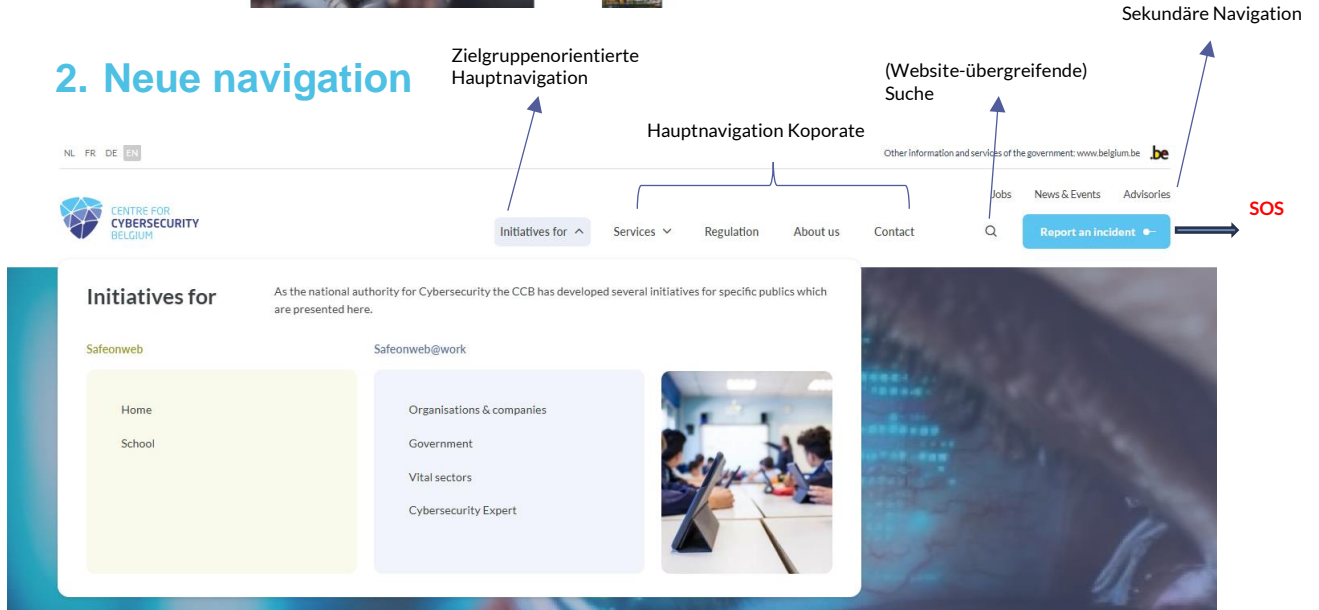 Sekundäre Navigation
2. Neue navigation
Zielgruppenorientierte
Hauptnavigation
(Website-übergreifende)
Suche
Hauptnavigation Koporate
NL FR DE EN
Other information and services of the government: www.belgium.be .be
Jobs News & Events Advisories
SOS
CENTRE FOR
CYBERSECURITY
BELGIUM
Initiatives for Services Regulation About us Contact Report an incident
Initiatives for
As the national authority for Cybersecurity the CCB has developed several initiatives for specific publics which
are presented here.
Safeonweb
Safeonweb@work
Home
School
Organisations & companies
Government
Vital sectors
Cybersecurity Expert